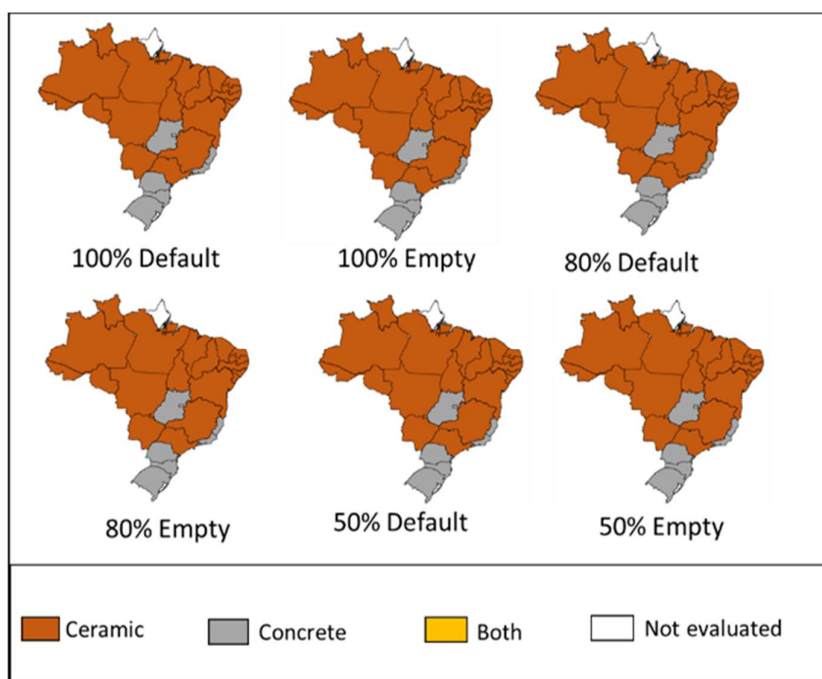 100% Default
100% Empty
80% Default
80% Empty
50% Default
50% Empty
Ceramic
Concrete
Both
Not evaluated